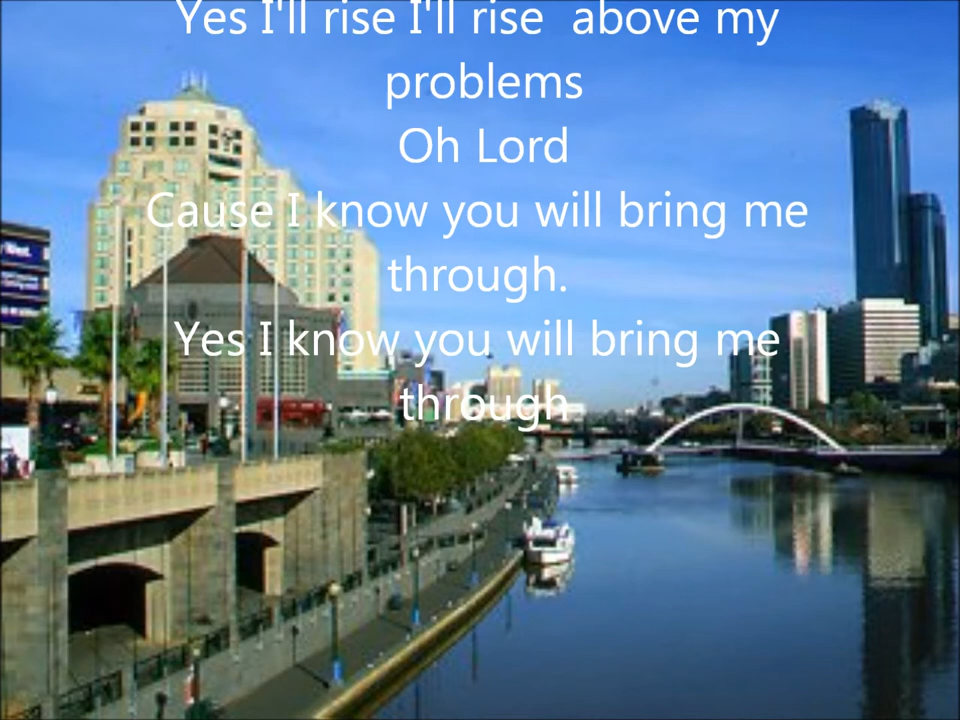 Yes I'll rise I'll rise  above my
problems
Oh Lord
Cause I know you will bring me
through.
Yes I know you will bring me
through